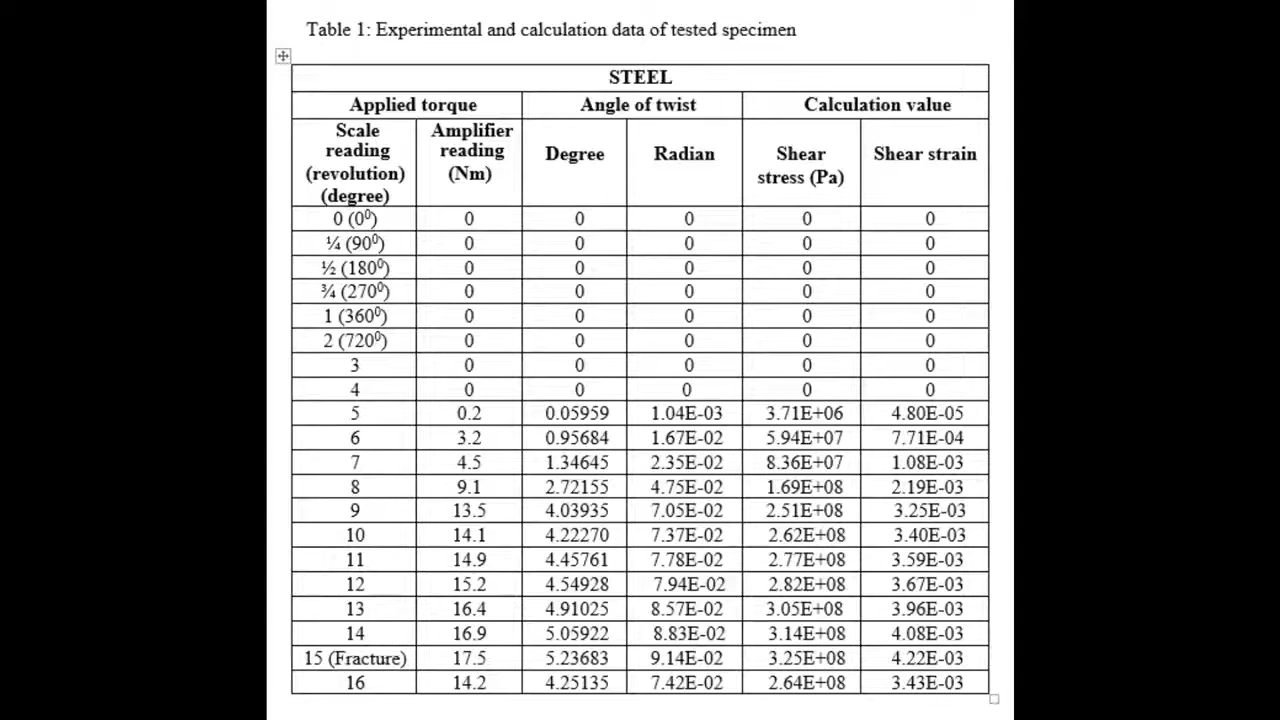 Table 1: Experimental and calculation data of tested specimen
STEEL
Applied torque Angle of twist Calculation value
Scale reading (revolution) (degree) Amplifier reading (Nm) Degree Radian Shear stress (Pa) Shear strain
0 (0⁰) 0 0 0 0 0
¼ (90⁰) 0 0 0 0 0
½ (180⁰) 0 0 0 0 0
¾ (270⁰) 0 0 0 0 0
1 (360⁰) 0 0 0 0 0
2 (720⁰) 0 0 0 0 0
3 0 0 0 0 0
4 0 0 0 0 0
5 0.2 0.05959 1.04E-03 3.71E+06 4.80E-05
6 3.2 0.95684 1.67E-02 5.94E+07 7.71E-04
7 4.5 1.34645 2.35E-02 8.36E+07 1.08E-03
8 9.1 2.72155 4.75E-02 1.69E+08 2.19E-03
9 13.5 4.03935 7.05E-02 2.51E+08 3.25E-03
10 14.1 4.22270 7.37E-02 2.62E+08 3.40E-03
11 14.9 4.45761 7.78E-02 2.77E+08 3.59E-03
12 15.2 4.54928 7.94E-02 2.82E+08 3.67E-03
13 16.4 4.91025 8.57E-02 3.05E+08 3.96E-03
14 16.9 5.05922 8.83E-02 3.14E+08 4.08E-03
15 (Fracture) 17.5 5.23683 9.14E-02 3.25E+08 4.22E-03
16 14.2 4.25135 7.42E-02 2.64E+08 3.43E-03